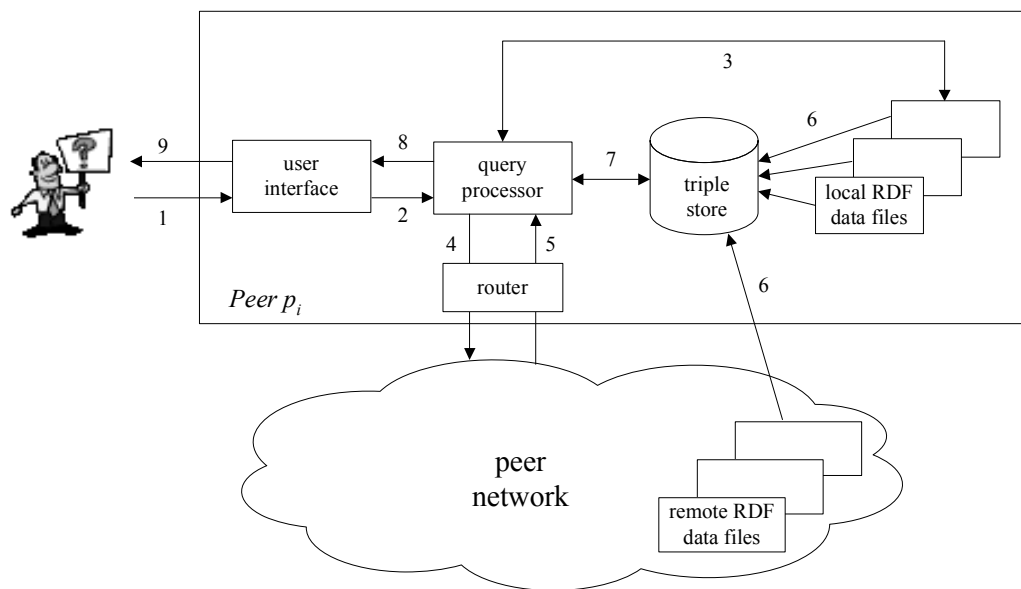 3
6
9
user
interface
8
query
processor
7
triple
store
local RDF
data files
1
2
4
5
router
6
Peer pᵢ
peer
network
remote RDF
data files
?